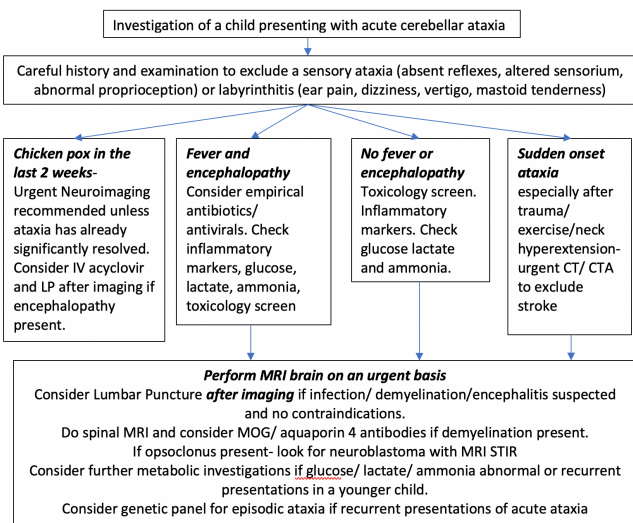 Investigation of a child presenting with acute cerebellar ataxia
Careful history and examination to exclude a sensory ataxia (absent reflexes, altered sensorium,
abnormal proprioception) or labyrinthitis (ear pain, dizziness, vertigo, mastoid tenderness)
Chicken pox in the
last 2 weeks-
Urgent Neuroimaging
recommended unless
ataxia has already
significantly resolved.
Consider IV acyclovir
and LP after imaging if
encephalopathy
present.
Fever and
encephalopathy
Consider empirical
antibiotics/
antivirals. Check
inflammatory
markers, glucose,
lactate, ammonia,
toxicology screen
No fever or
encephalopathy
Toxicology screen.
Inflammatory
markers. Check
glucose lactate
and ammonia.
Sudden onset
ataxia
especially after
trauma/
exercise/neck
hyperextension-
urgent CT/ CTA
to exclude
stroke
Perform MRI brain on an urgent basis
Consider Lumbar Puncture after imaging if infection/ demyelination/encephalitis suspected
and no contraindications.
Do spinal MRI and consider MOG/ aquaporin 4 antibodies if demyelination present.
If opsoclonus present- look for neuroblastoma with MRI STIR
Consider further metabolic investigations if glucose/ lactate/ ammonia abnormal or recurrent
presentations in a younger child.
Consider genetic panel for episodic ataxia if recurrent presentations of acute ataxia